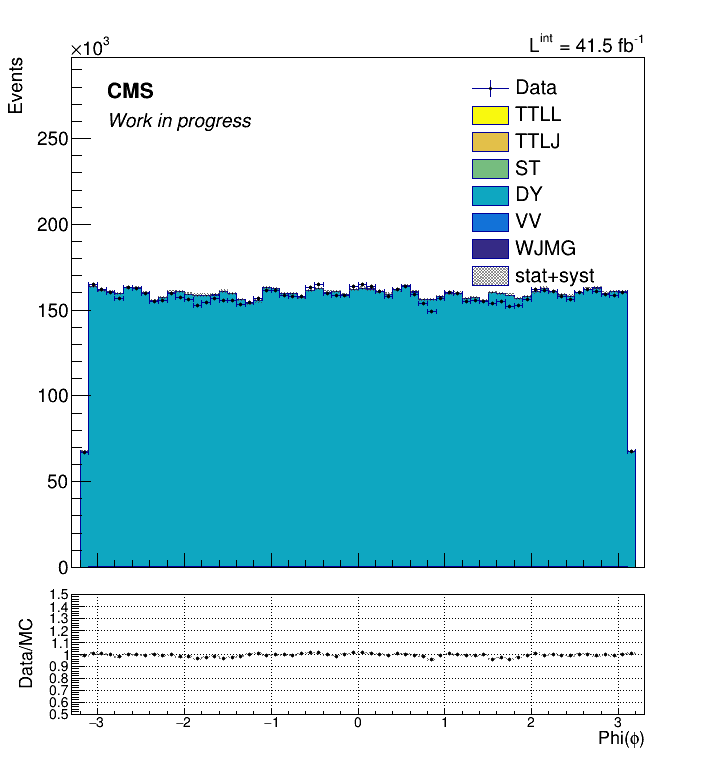 ×10³
L^int = 41.5 fb⁻¹
Events
CMS
Work in progress
Data
TTLL
TTLJ
ST
DY
VV
WJMG
stat+syst
250
200
150
100
50
0
Data/MC
1.5
1.4
1.3
1.2
1.1
1
0.9
0.8
0.7
0.6
0.5
−3 −2 −1 0 1 2 3
Phi(ϕ)